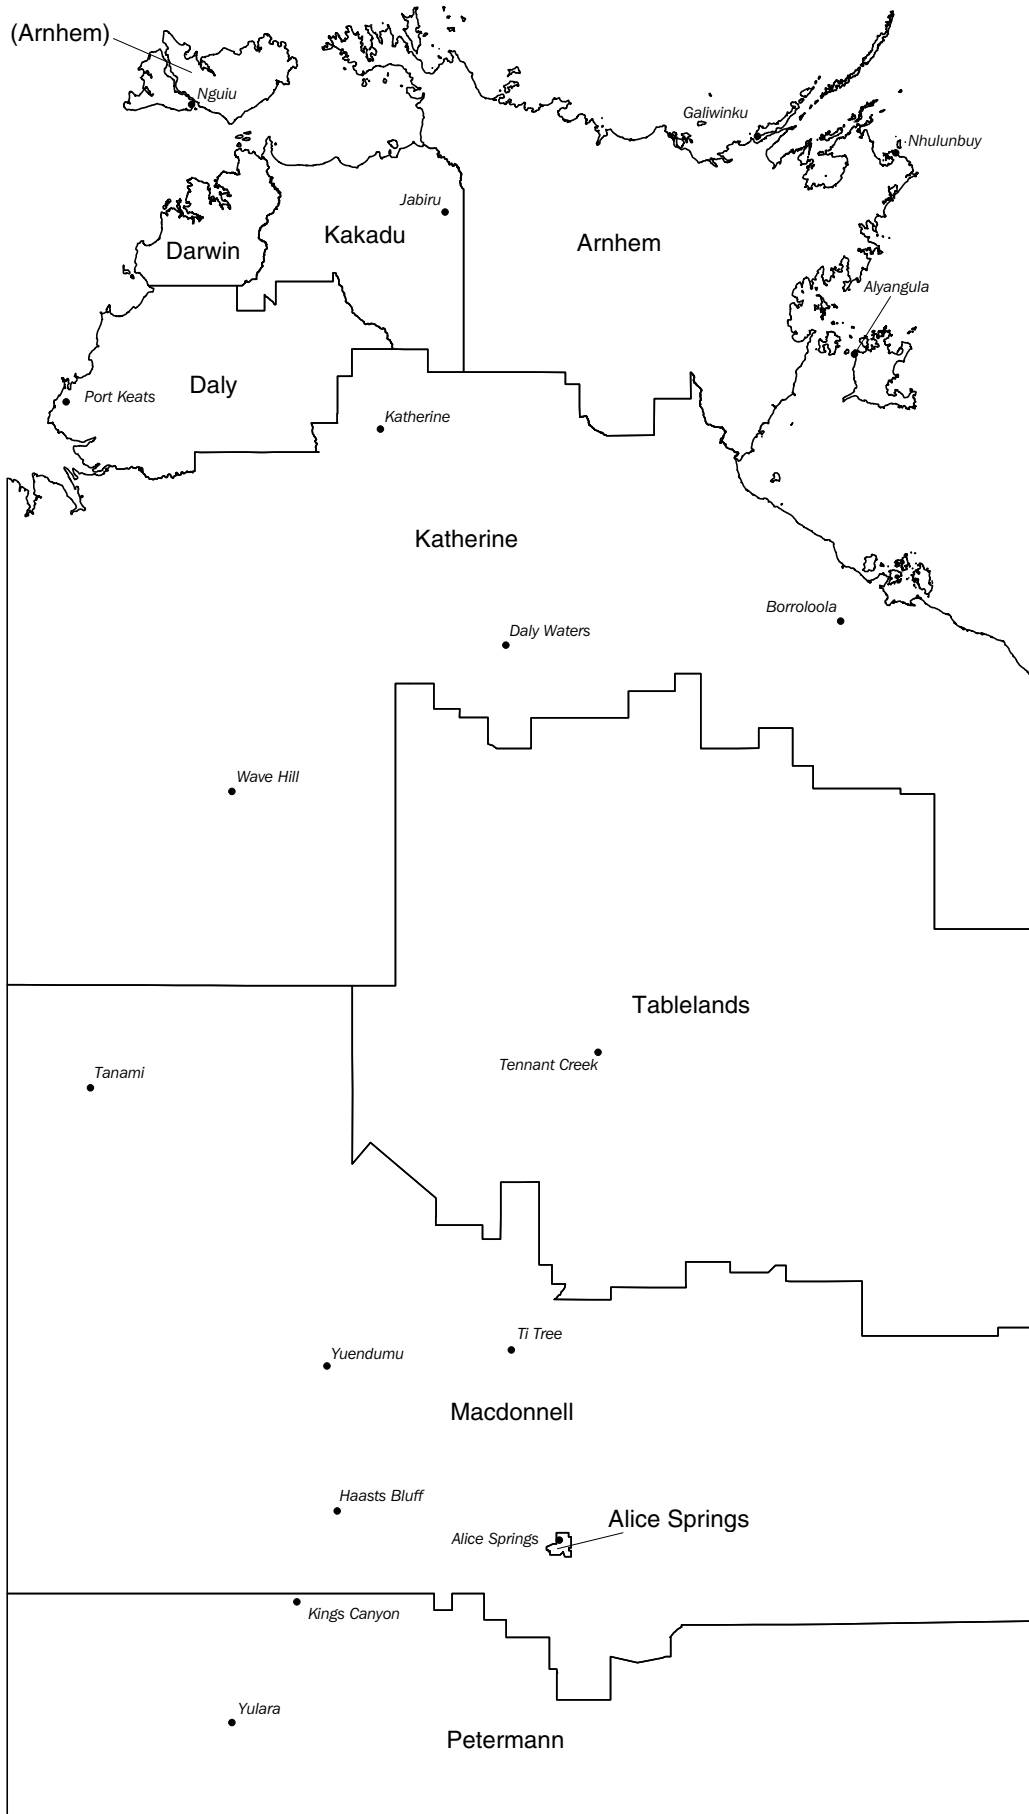 (Arnhem)
Nguiu
Galiwinku
Nhulunbuy
Jabiru
Kakadu
Arnhem
Darwin
Alyangula
Daly
Port Keats
Katherine
Katherine
Borroloola
Daly Waters
Wave Hill
Tablelands
Tennant Creek
Tanami
Ti Tree
Yuendumu
Macdonnell
Haasts Bluff
Alice Springs
Alice Springs
Kings Canyon
Yulara
Petermann